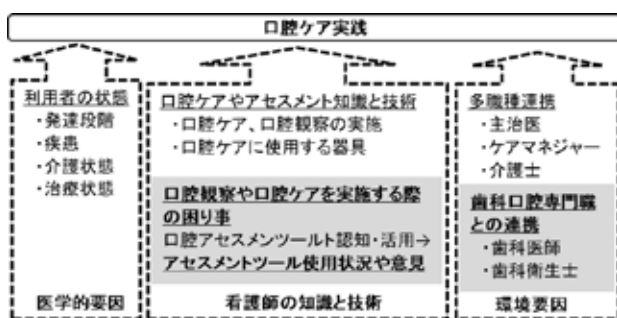 口腔ケア実践
利用者の状態
・発達段階
・疾患
・介護状態
・治療状態
医学的要因
口腔ケアやアセスメント知識と技術
・口腔ケア、口腔観察の実施
・口腔ケアに使用する器具
口腔観察や口腔ケアを実施する際
の困り事
口腔アセスメンツールト認知・活用→
アセスメントツール使用状況や意見
看護師の知識と技術
多職種連携
・主治医
・ケアマネジャー
・介護士
歯科口腔専門職
との連携
・歯科医師
・歯科衛生士
環境要因